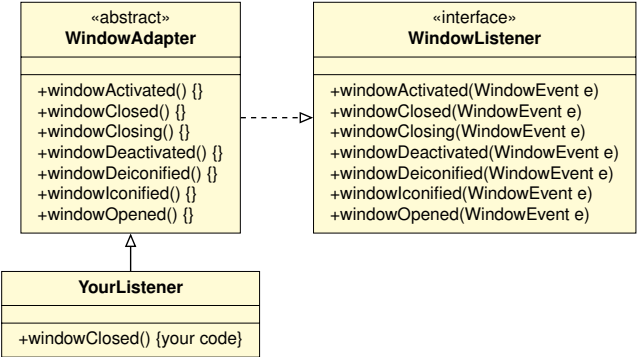 «abstract»
WindowAdapter
+windowActivated() {}
+windowClosed() {}
+windowClosing() {}
+windowDeactivated() {}
+windowDeiconified() {}
+windowIconified() {}
+windowOpened() {}
«interface»
WindowListener
+windowActivated(WindowEvent e)
+windowClosed(WindowEvent e)
+windowClosing(WindowEvent e)
+windowDeactivated(WindowEvent e)
+windowDeiconified(WindowEvent e)
+windowIconified(WindowEvent e)
+windowOpened(WindowEvent e)
YourListener
+windowClosed() {your code}